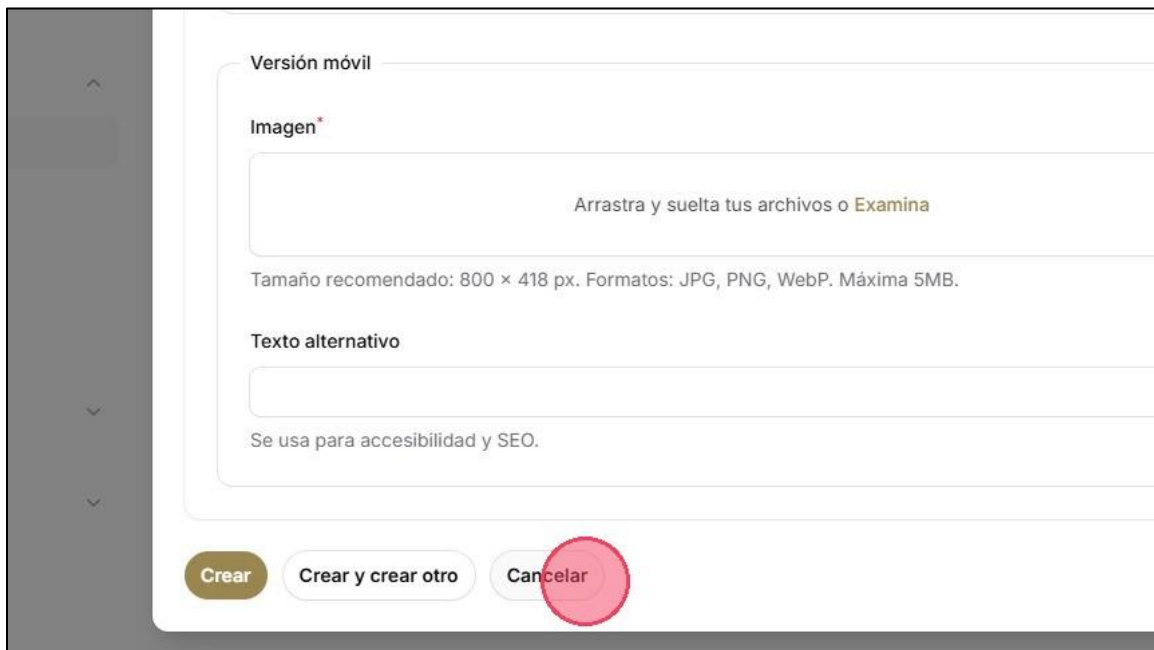 Versión móvil
Imagen*
Arrastra y suelta tus archivos o Examina
Tamaño recomendado: 800 × 418 px. Formatos: JPG, PNG, WebP. Máxima 5MB.
Texto alternativo
Se usa para accesibilidad y SEO.
Crear Crear y crear otro Cancelar